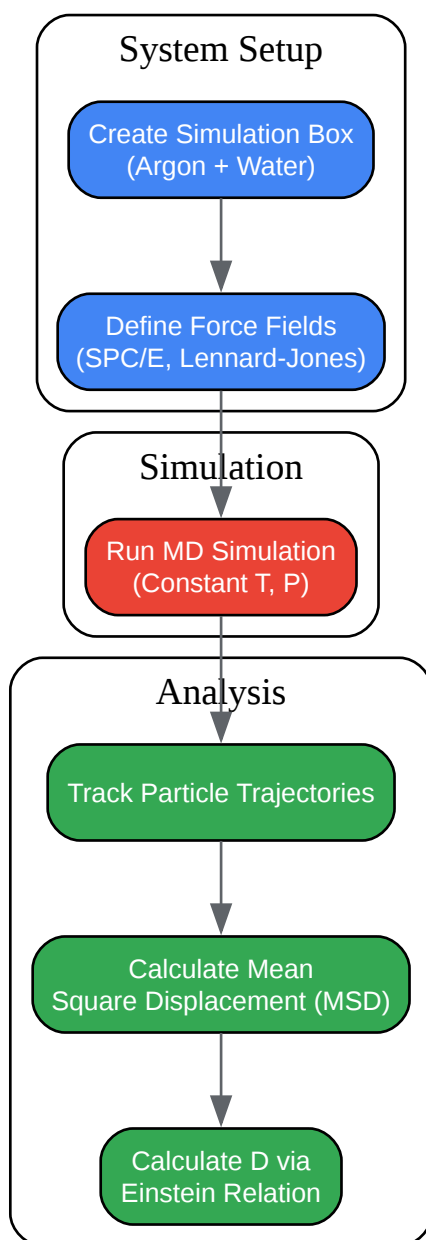 System Setup
Create Simulation Box
(Argon + Water)
Define Force Fields
(SPC/E, Lennard-Jones)
Simulation
Run MD Simulation
(Constant T, P)
Analysis
Track Particle Trajectories
Calculate Mean
Square Displacement (MSD)
Calculate D via
Einstein Relation